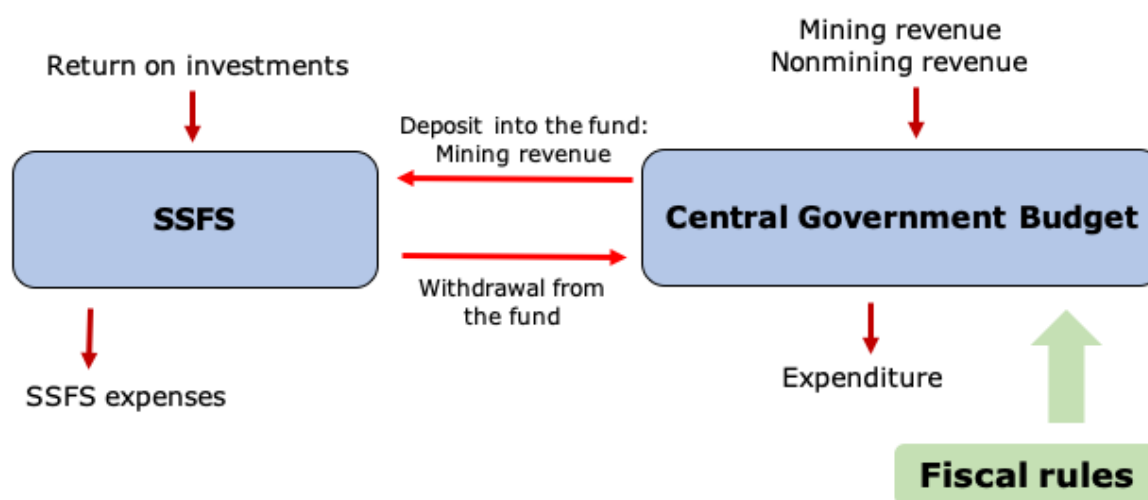 Mining revenue
Nonmining revenue
Return on investments
Deposit into the fund:
Mining revenue
SSFS
Central Government Budget
Withdrawal from
the fund
Expenditure
SSFS expenses
Fiscal rules